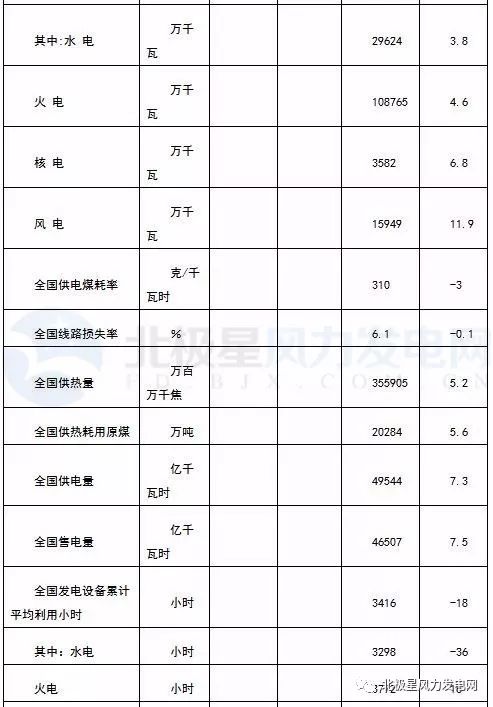 其中:水 电 万千瓦 29624 3.8
火 电 万千瓦 108765 4.6
核 电 万千瓦 3582 6.8
风 电 万千瓦 15949 11.9
全国供电煤耗率 克/千瓦时 310 -3
全国线路损失率 % 6.1 -0.1
全国供热量 万百万千焦 355905 5.2
全国供热耗用原煤 万吨 20284 5.6
全国供电量 亿千瓦时 49544 7.3
全国售电量 亿千瓦时 46507 7.5
全国发电设备累计平均利用小时 小时 3416 -18
其中：水电 小时 3298 -36
火电 小时
北极星风力发电网
北极星风力发电网